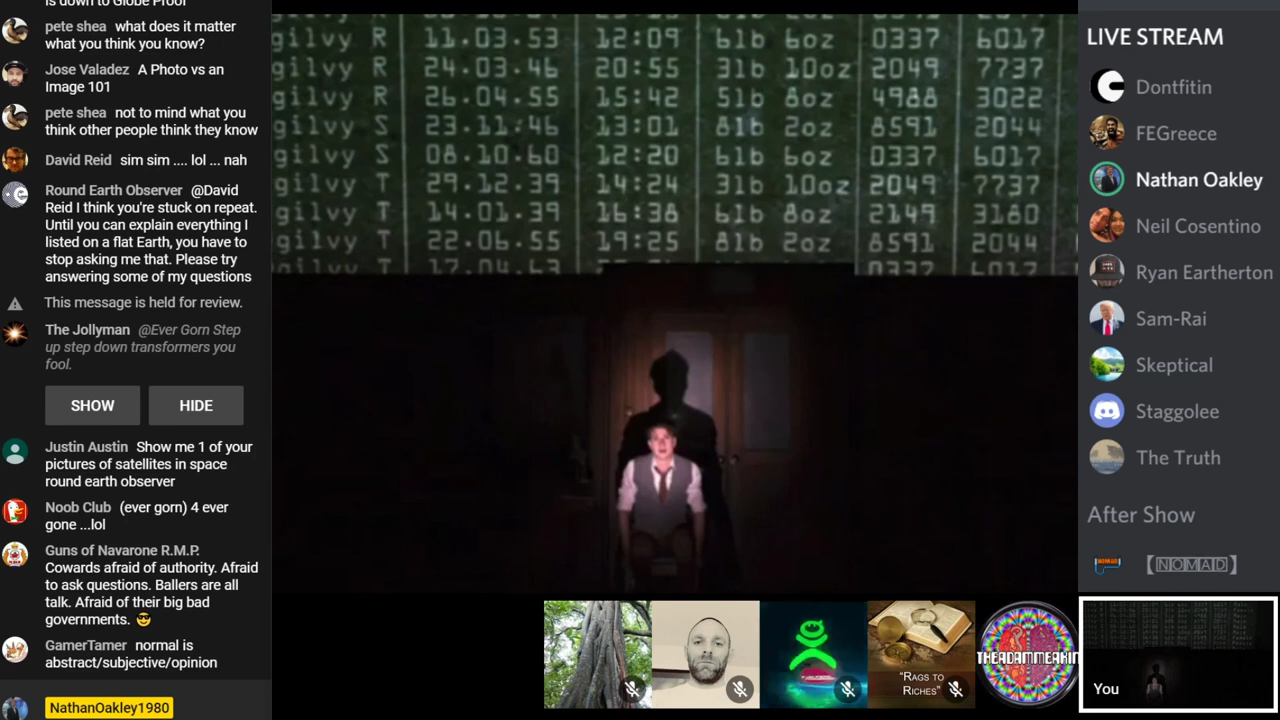 is down to Globe Proof
pete shea what does it matter
what you think you know?
Jose Valadez A Photo vs an
Image 101
pete shea not to mind what you
think other people think they know
David Reid sim sim .... lol ... nah
Round Earth Observer @David
Reid I think you're stuck on repeat.
Until you can explain everything I
listed on a flat Earth, you have to
stop asking me that. Please try
answering some of my questions
This message is held for review.
The Jollyman @Ever Gorn Step
up step down transformers you
fool.
SHOW HIDE
Justin Austin Show me 1 of your
pictures of satellites in space
round earth observer
Noob Club (ever gorn) 4 ever
gone ...lol
Guns of Navarone R.M.P.
Cowards afraid of authority. Afraid
to ask questions. Ballers are all
talk. Afraid of their big bad
governments. 😎
GamerTamer normal is
abstract/subjective/opinion
NathanOakley1980
gilvy R 11.03.53 12:09 6lb 6oz 0337 6017
gilvy R 24.03.46 20:55 3lb 10oz 2049 7737
gilvy R 26.04.55 15:42 5lb 8oz 4988 3022
gilvy S 23.11.46 13:01 8lb 2oz 8591 2044
gilvy S 08.10.60 12:20 6lb 6oz 0337 6017
gilvy T 29.12.39 14:24 3lb 10oz 2049 7737
gilvy T 14.01.39 16:38 6lb 8oz 2149 3180
gilvy T 22.06.55 19:25 8lb 2oz 8591 2044
gilvy T 17.04.63 0337 6017
"RAGS TO
RICHES"
THEADAMMEAKIN
You
LIVE STREAM
Dontfitin
FEGreece
Nathan Oakley
Neil Cosentino
Ryan Eartherton
Sam-Rai
Skeptical
Staggolee
The Truth
After Show
【NOMAD】